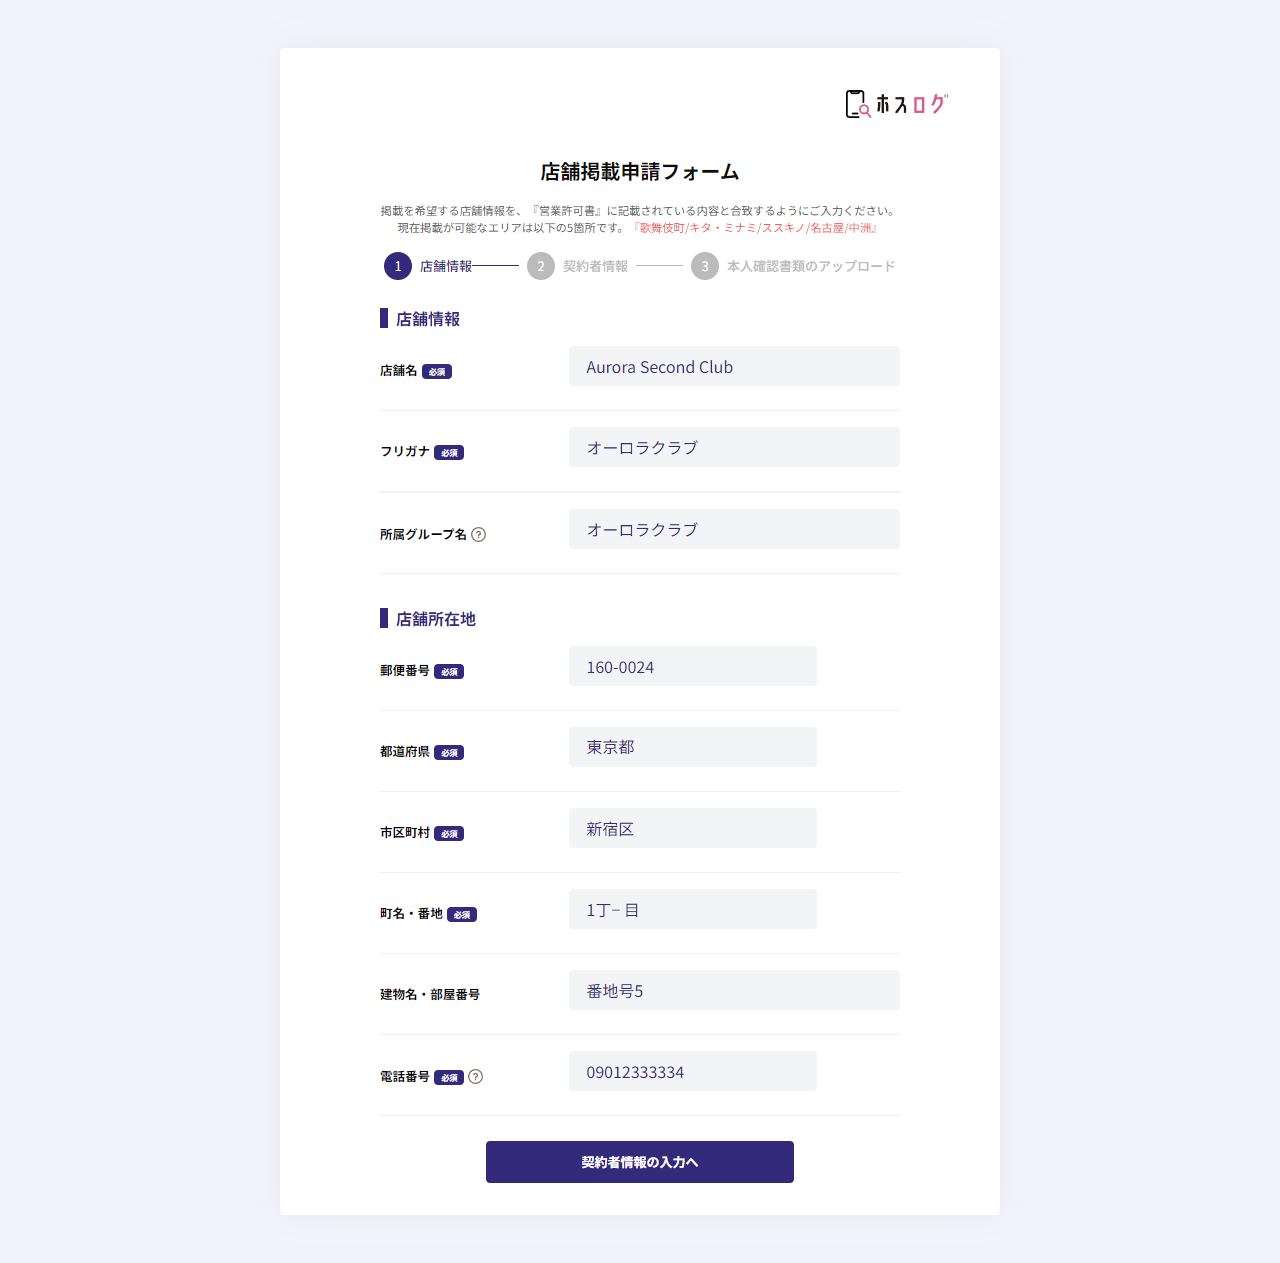 ホスログ
店舗掲載申請フォーム
掲載を希望する店舗情報を、『営業許可書』に記載されている内容と合致するようにご入力ください。
現在掲載が可能なエリアは以下の5箇所です。『歌舞伎町/キタ・ミナミ/ススキノ/名古屋/中洲』
1 店舗情報 2 契約者情報 3 本人確認書類のアップロード
店舗情報
店舗名 必須 Aurora Second Club
フリガナ 必須 オーロラクラブ
所属グループ名 ? オーロラクラブ
店舗所在地
郵便番号 必須 160-0024
都道府県 必須 東京都
市区町村 必須 新宿区
町名・番地 必須 1丁− 目
建物名・部屋番号 番地号5
電話番号 必須 ? 09012333334
契約者情報の入力へ